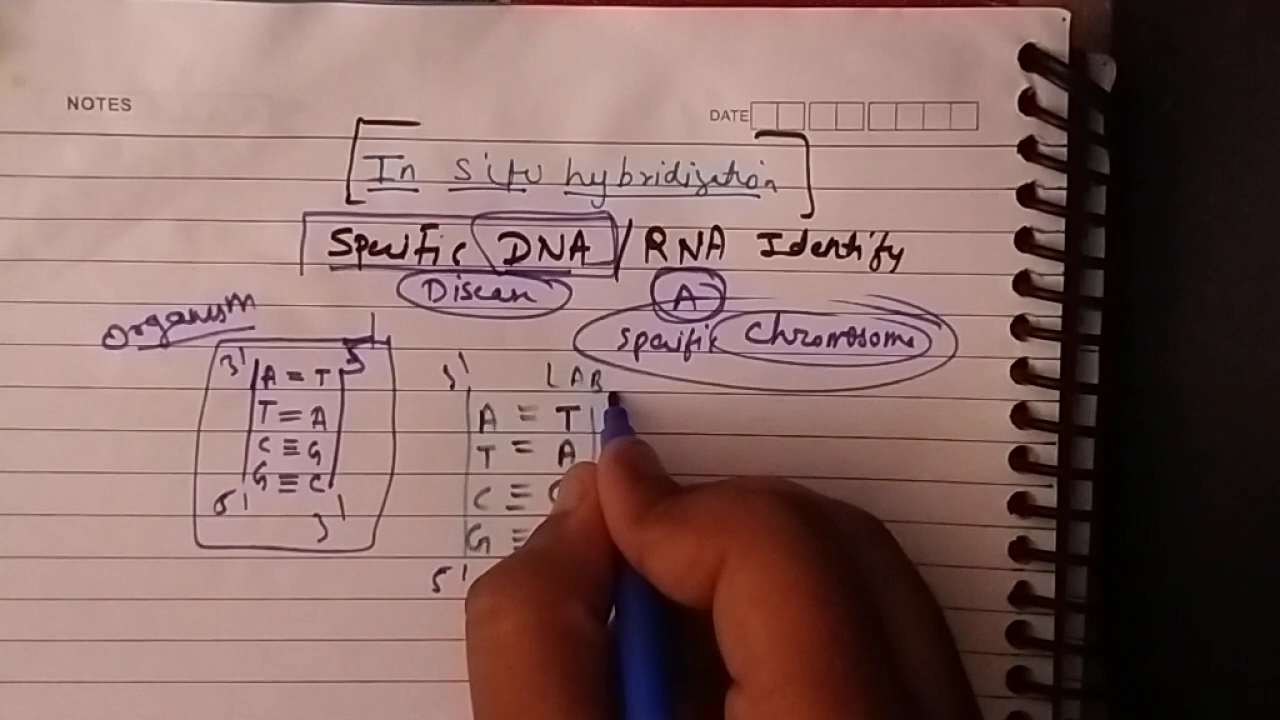 NOTES
DATE
In situ hybridization
Specific DNA / RNA Identify
Disease A
specific chromosome
Organism
3' 5'
A = T
T = A
C ≡ G
G ≡ C
5' 3'
3' LAB
A = T
T = A
C ≡
G ≡
5'